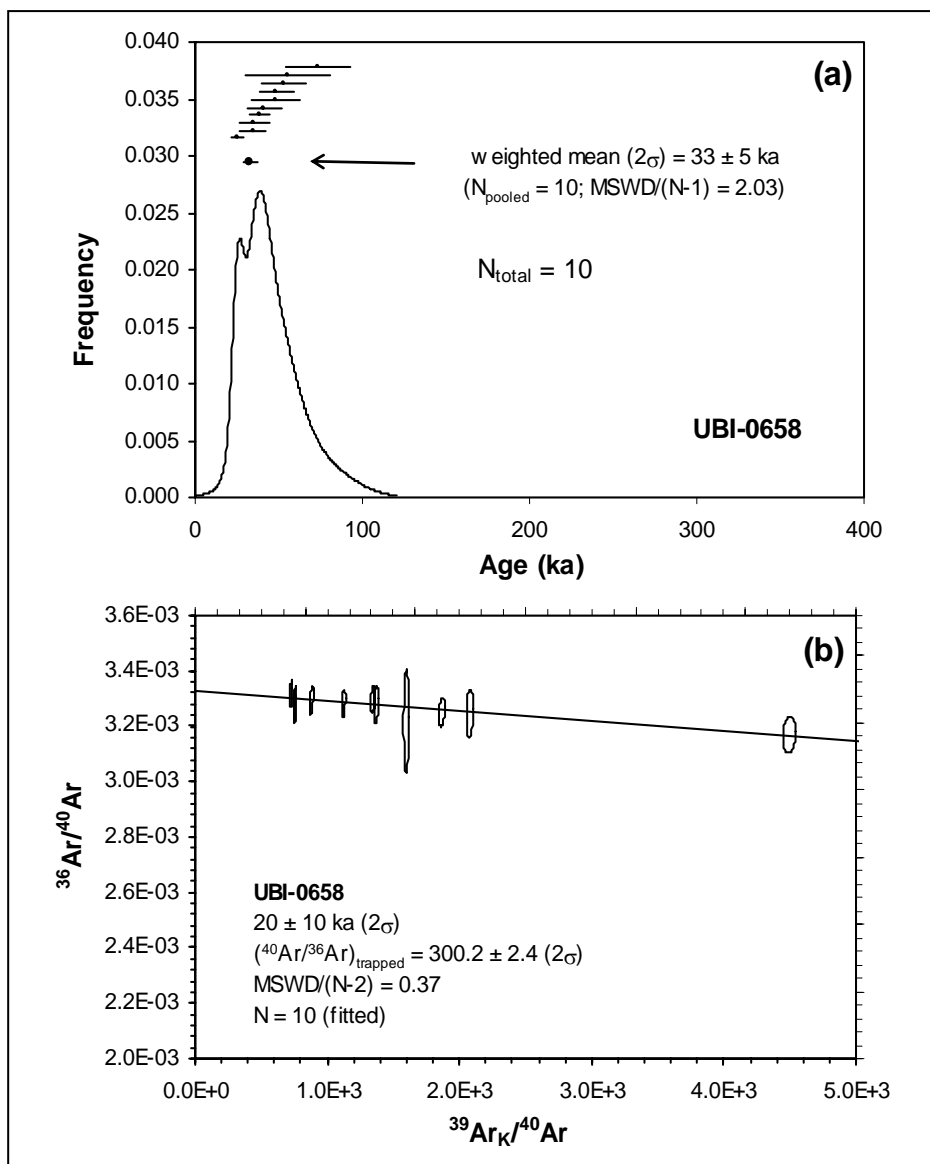 0.040
0.035
0.030
0.025
0.020
0.015
0.010
0.005
0.000
Frequency
(a)
weighted mean (2σ) = 33 ± 5 ka
(N_pooled = 10; MSWD/(N-1) = 2.03)
N_total = 10
UBI-0658
0 100 200 300 400
Age (ka)
3.6E-03
3.4E-03
3.2E-03
3.0E-03
2.8E-03
2.6E-03
2.4E-03
2.2E-03
2.0E-03
³⁶Ar/⁴⁰Ar
(b)
UBI-0658
20 ± 10 ka (2σ)
(⁴⁰Ar/³⁶Ar)_trapped = 300.2 ± 2.4 (2σ)
MSWD/(N-2) = 0.37
N = 10 (fitted)
0.0E+0 1.0E+3 2.0E+3 3.0E+3 4.0E+3 5.0E+3
³⁹Ar_K/⁴⁰Ar